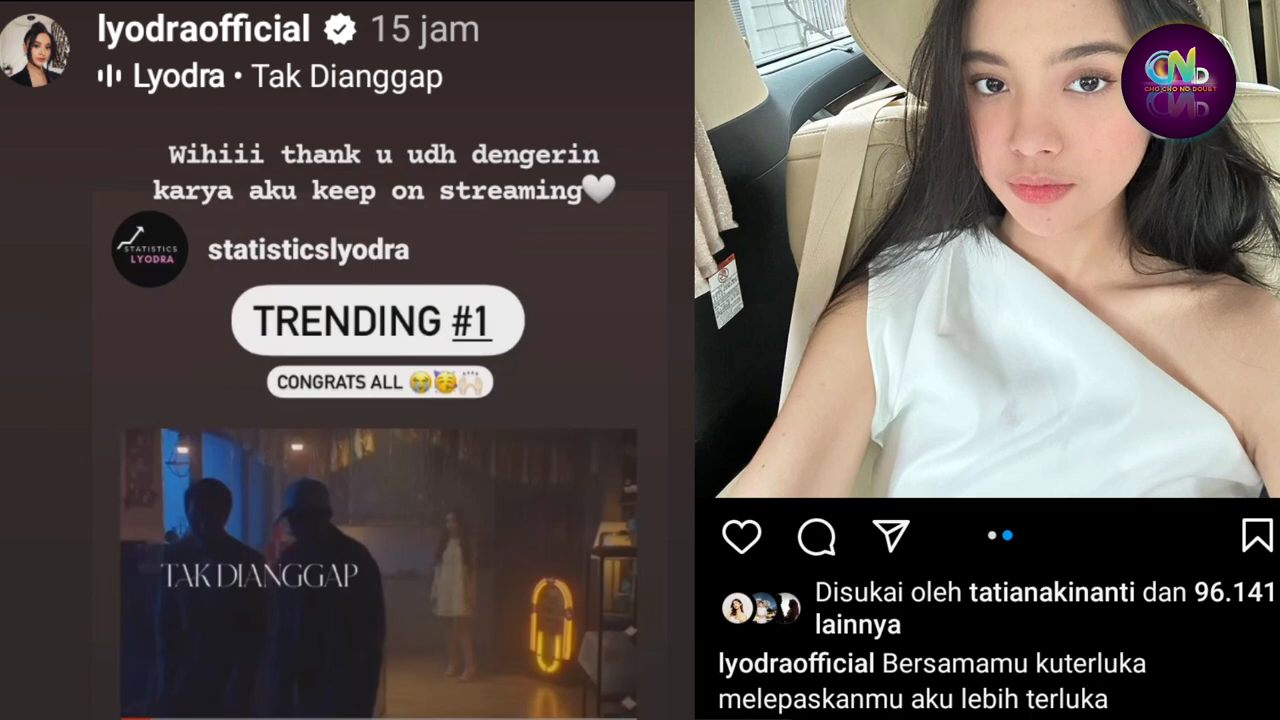 lyodraofficial 15 jam
Lyodra • Tak Dianggap
Wihiii thank u udh dengerin
karya aku keep on streaming🤍
STATISTICS
LYODRA
statisticslyodra
TRENDING #1
CONGRATS ALL 😭🥳🙌🏻
TAK DIANGGAP
CND
CHO CHO NO DOUBT
Disukai oleh tatianakinanti dan 96.141
lainnya
lyodraofficial Bersamamu kuterluka
melepaskanmu aku lebih terluka